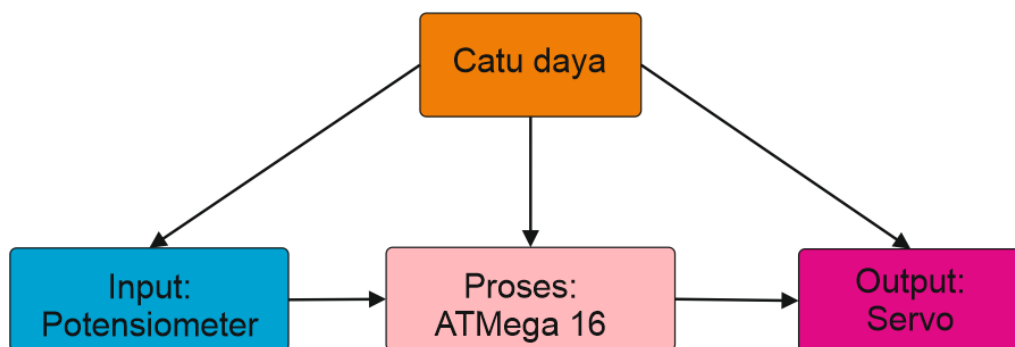 Catu daya
Input:
Potensiometer
Proses:
ATMega 16
Output:
Servo